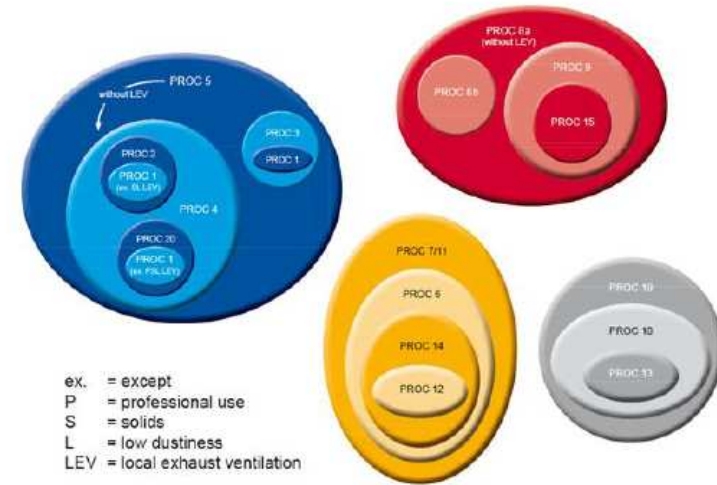 PROC 5
without LEV
PROC 3
PROC 1
PROC 2
PROC 1
(ex. SL LEV)
PROC 4
PROC 20
PROC 1
(ex. PSL LEV)
PROC 8a
(without LEV)
PROC 8b
PROC 9
PROC 15
PROC 7/11
PROC 6
PROC 14
PROC 12
PROC 19
PROC 10
PROC 13
ex. = except
P = professional use
S = solids
L = low dustiness
LEV = local exhaust ventilation